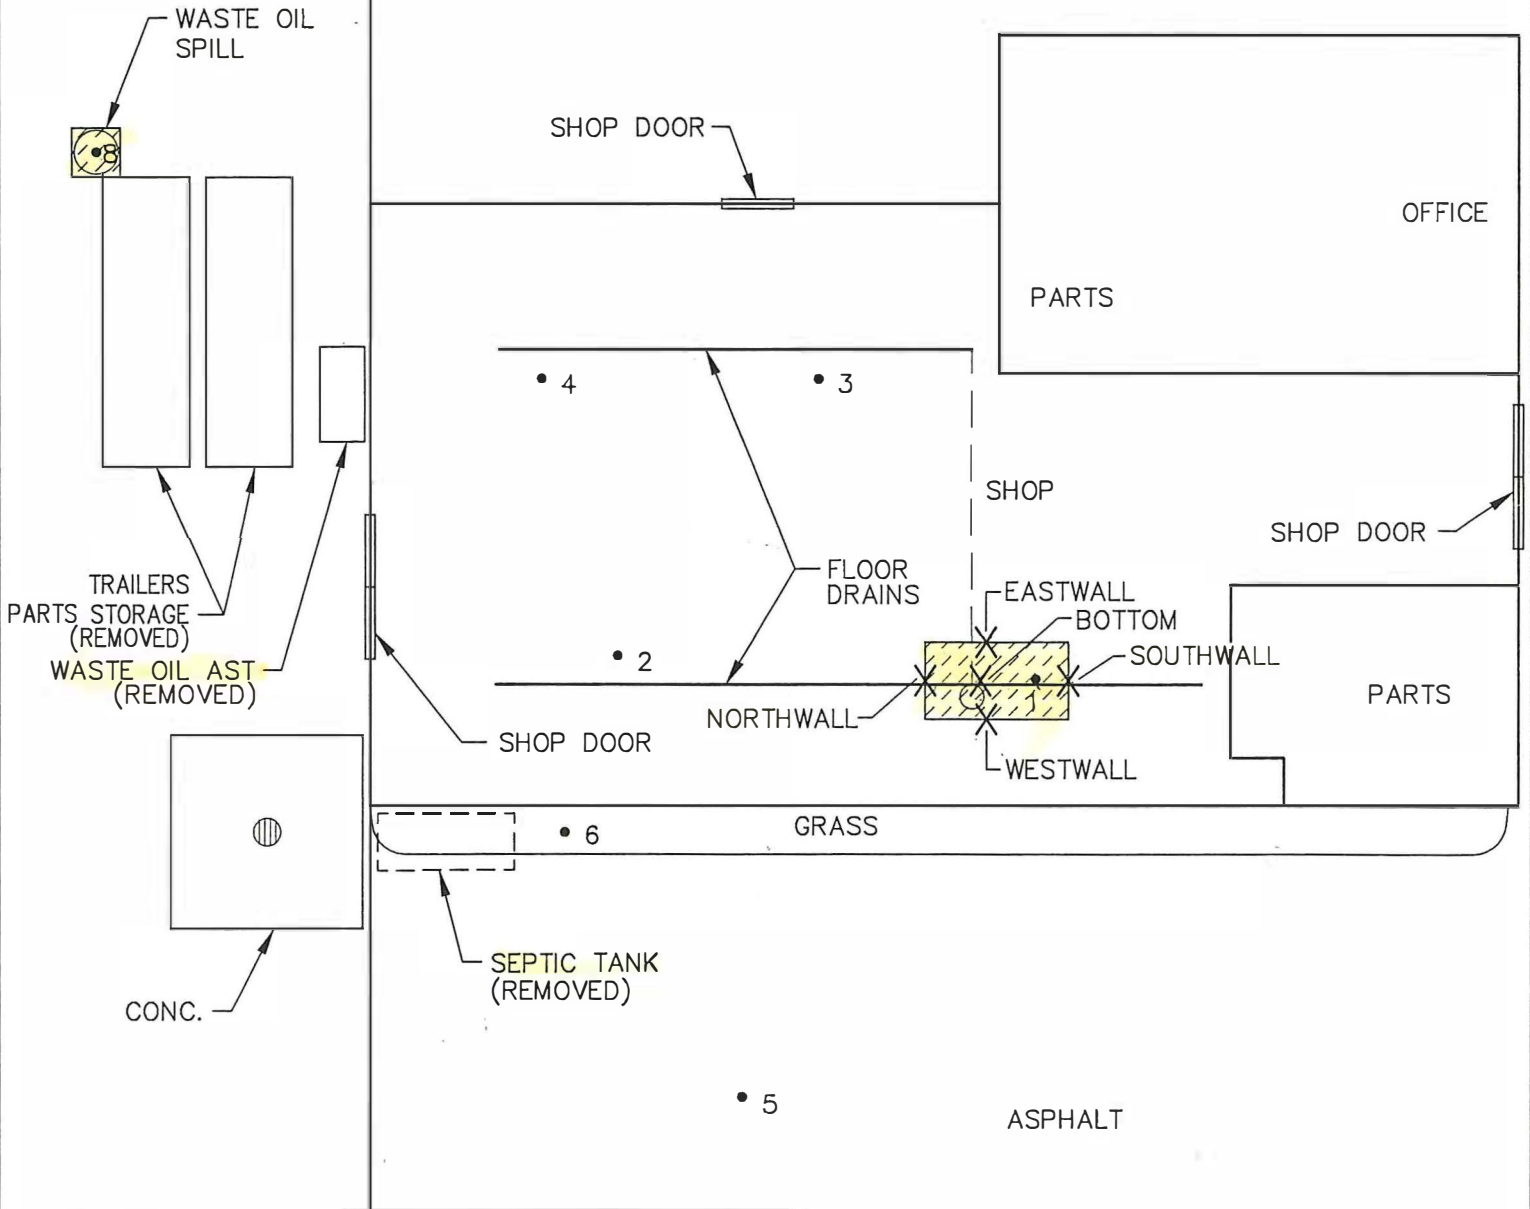 WASTE OIL
SPILL
8
SHOP DOOR
OFFICE
PARTS
4
3
SHOP
SHOP DOOR
FLOOR
DRAINS
TRAILERS
PARTS STORAGE
(REMOVED)
WASTE OIL AST
(REMOVED)
EASTWALL
BOTTOM
SOUTHWALL
2
1
NORTHWALL
PARTS
SHOP DOOR
WESTWALL
6
GRASS
SEPTIC TANK
(REMOVED)
CONC.
5
ASPHALT